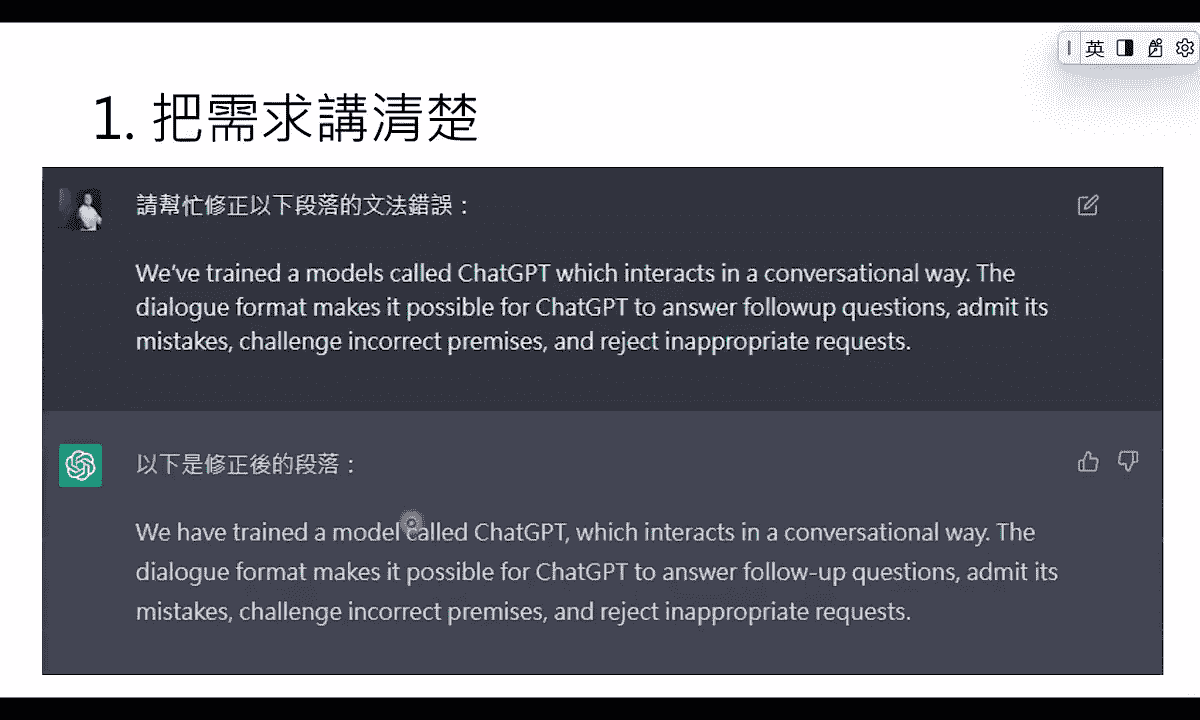 英
1. 把需求講清楚
請幫忙修正以下段落的文法錯誤：
We've trained a models called ChatGPT which interacts in a conversational way. The
dialogue format makes it possible for ChatGPT to answer followup questions, admit its
mistakes, challenge incorrect premises, and reject inappropriate requests.
以下是修正後的段落：
We have trained a model called ChatGPT, which interacts in a conversational way. The
dialogue format makes it possible for ChatGPT to answer follow-up questions, admit its
mistakes, challenge incorrect premises, and reject inappropriate requests.